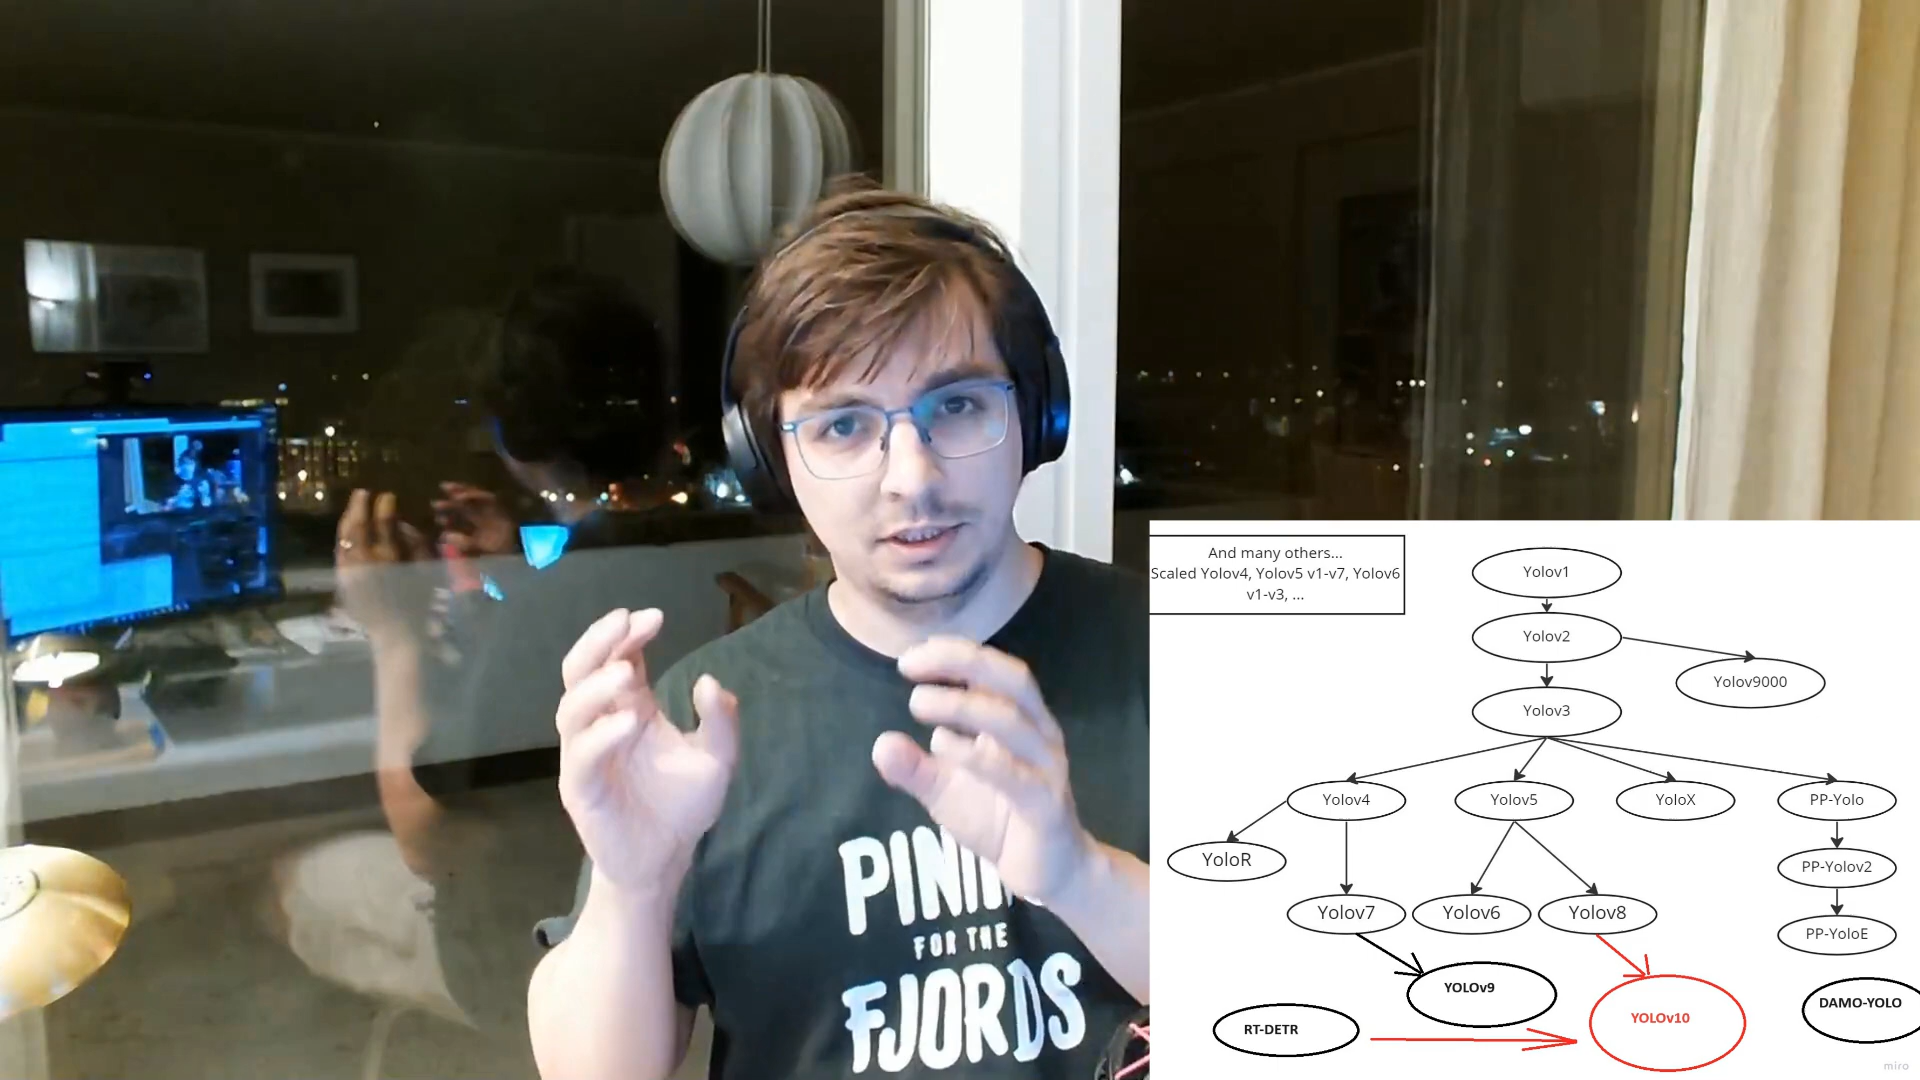 And many others...
Scaled Yolov4, Yolov5 v1-v7, Yolov6
v1-v3, ...
Yolov1
Yolov2
Yolov9000
Yolov3
Yolov4
Yolov5
YoloX
PP-Yolo
YoloR
PP-Yolov2
Yolov7
Yolov6
Yolov8
PP-YoloE
YOLOv9
DAMO-YOLO
RT-DETR
YOLOv10
miro
FOR THE
FJORDS